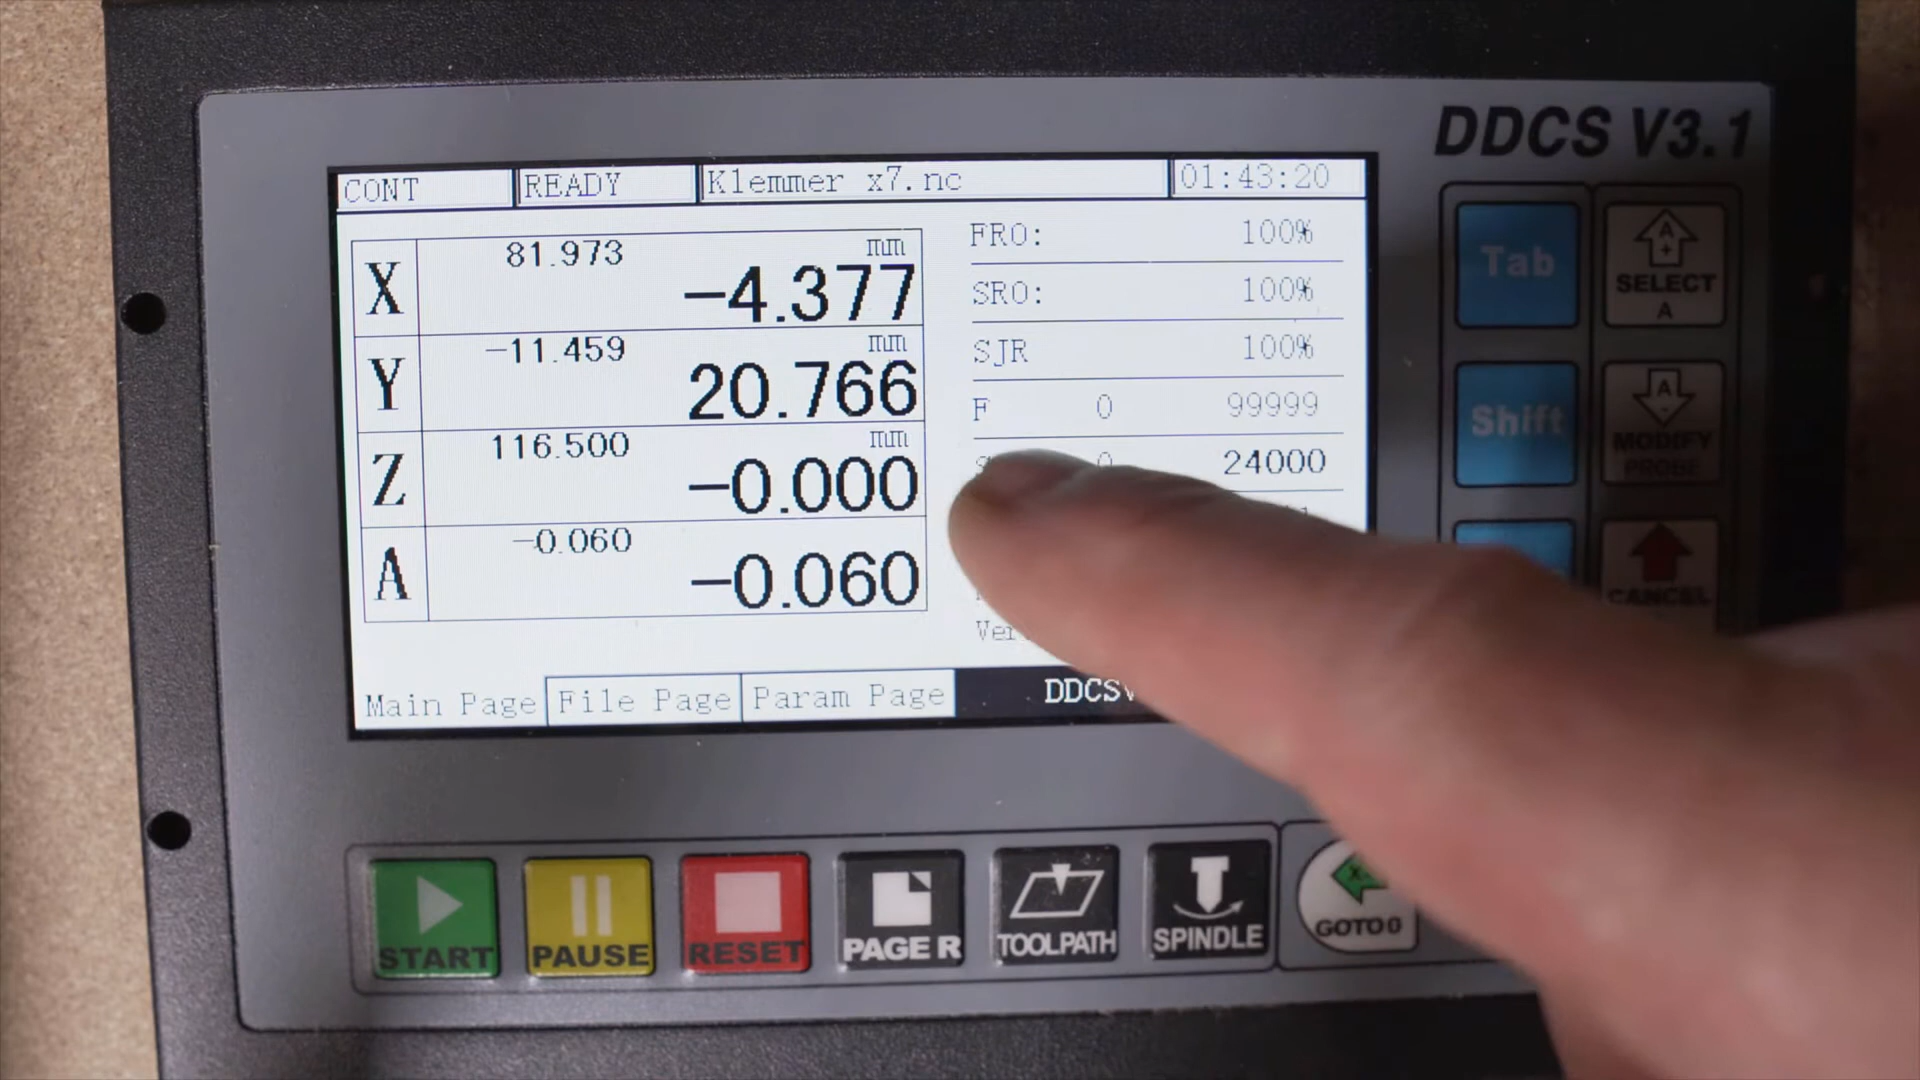 DDCS V3.1
CONT READY Klemmer x7.nc 01:43:20
X 81.973 mm -4.377
Y -11.459 mm 20.766
Z 116.500 mm -0.000
A -0.060 -0.060
FRO: 100%
SRO: 100%
SJR 100%
F 0 99999
0 24000
Main Page File Page Param Page
Tab
SELECT
A
Shift
MODIFY
PROBE
CANCEL
START PAUSE RESET PAGE R TOOLPATH SPINDLE GOTO0